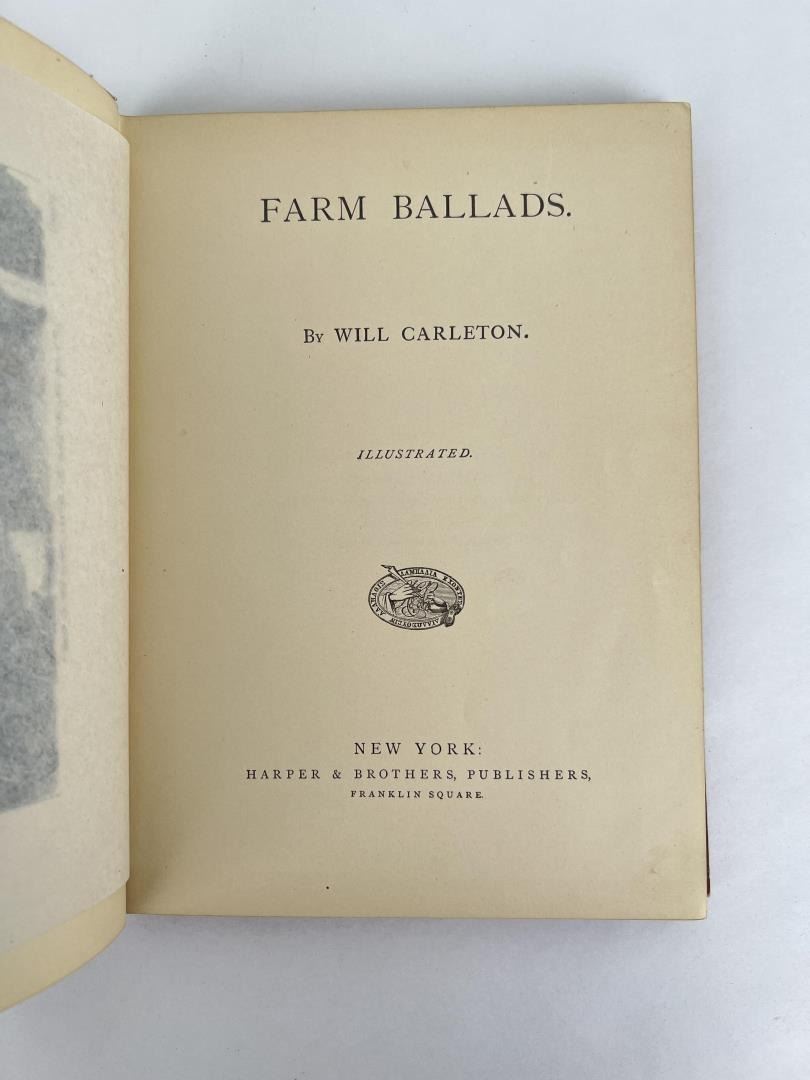 FARM BALLADS.
By WILL CARLETON.
ILLUSTRATED.
NEW YORK:
HARPER & BROTHERS, PUBLISHERS,
FRANKLIN SQUARE.